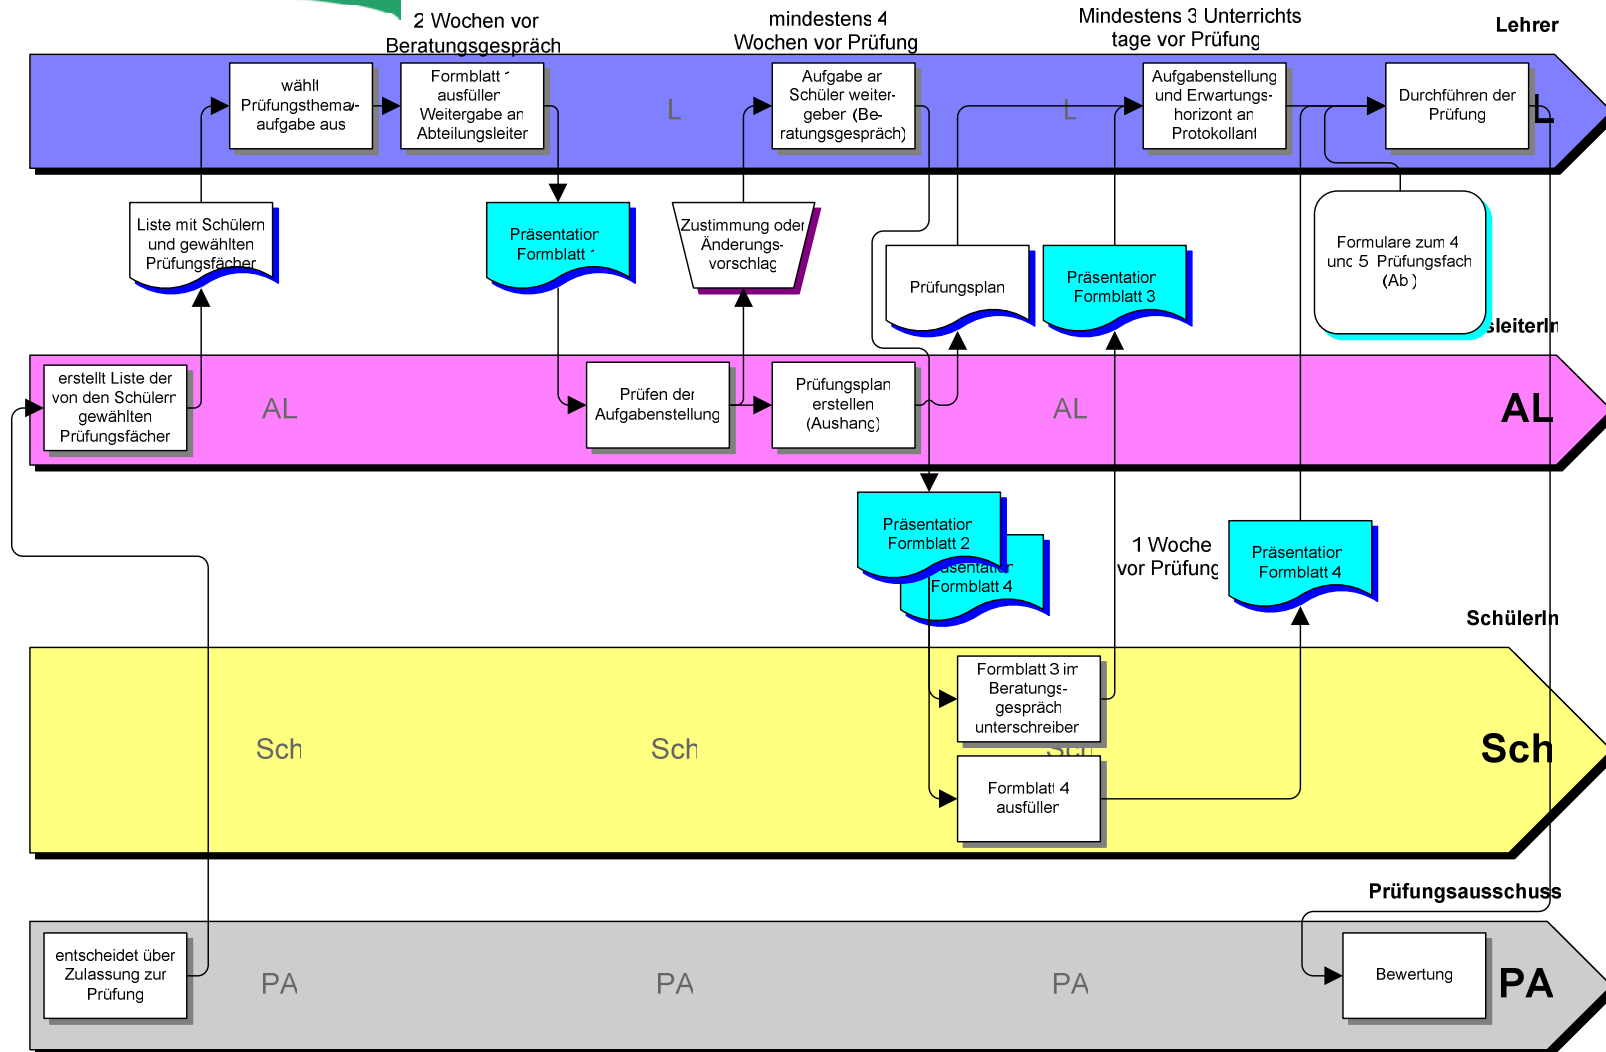 2 Wochen vor
Beratungsgespräch
mindestens 4
Wochen vor Prüfung
Mindestens 3 Unterrichts
tage vor Prüfung
Lehrer
wählt
Prüfungsthema/-
aufgabe aus
Formblatt 1
ausfüllen
Weitergabe an
Abteilungsleiter
L
Aufgabe an
Schüler weiter-
geben (Be-
ratungsgespräch)
L
Aufgabenstellung
und Erwartungs-
horizont an
Protokollant
Durchführen der
Prüfung
L
Liste mit Schülern
und gewählten
Prüfungsfächer
Präsentation
Formblatt 1
Zustimmung oder
Änderungs-
vorschlag
Prüfungsplan
Präsentation
Formblatt 3
Formulare zum 4
und 5 Prüfungsfach
(Ab )
sleiterIn
erstellt Liste der
von den Schülern
gewählten
Prüfungsfächer
AL
Prüfen der
Aufgabenstellung
Prüfungsplan
erstellen
(Aushang)
AL
AL
Präsentation
Formblatt 2
äsentation
Formblatt 4
1 Woche
vor Prüfung
Präsentation
Formblatt 4
SchülerIn
Formblatt 3 im
Beratungs-
gespräch
unterschreiben
Sch
Sch
Sch
Sch
Formblatt 4
ausfüllen
Prüfungsausschuss
entscheidet über
Zulassung zur
Prüfung
PA
PA
PA
Bewertung
PA